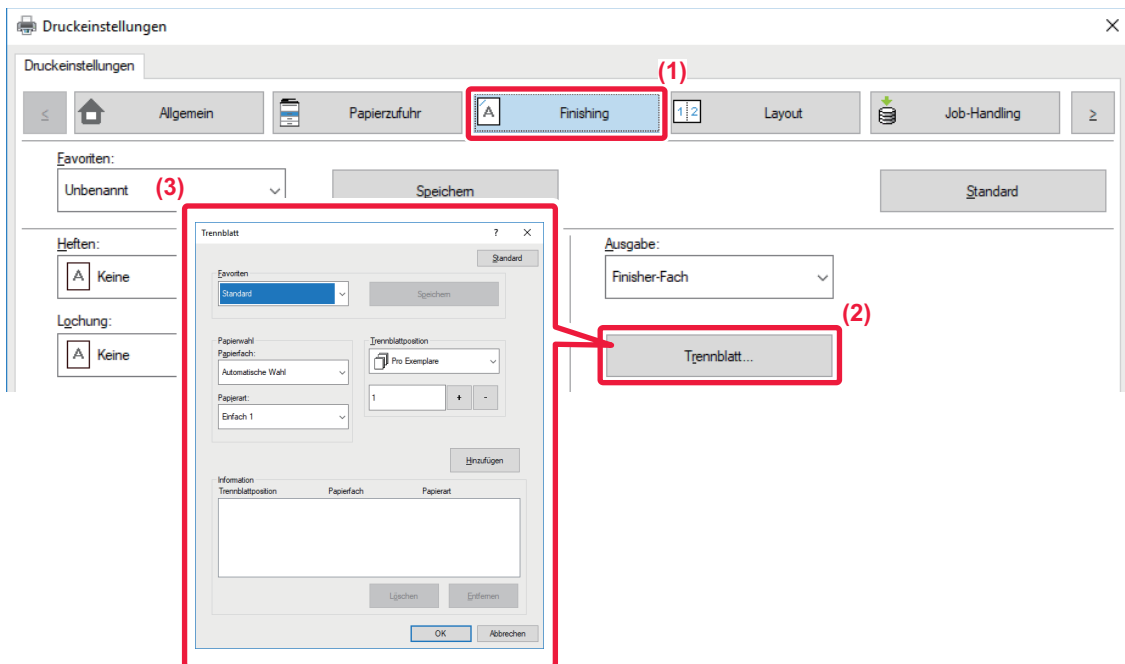 Druckeinstellungen
Druckeinstellungen
(1)
≤ Allgemein Papierzufuhr A Finishing 1 2 Layout Job-Handling ≥
Favoriten:
Unbenannt (3) Speichern Standard
Heften:
A Keine
Lochung:
A Keine
Ausgabe:
Finisher-Fach
(2)
Trennblatt...
Trennblatt ? ×
Standard
Favoriten
Standard Speichern
Papierwahl
Papierfach:
Automatische Wahl
Papierart:
Einfach 1
Trennblattposition
Pro Exemplare
1 + -
Hinzufügen
Information
Trennblattposition Papierfach Papierart
Löschen Entfernen
OK Abbrechen